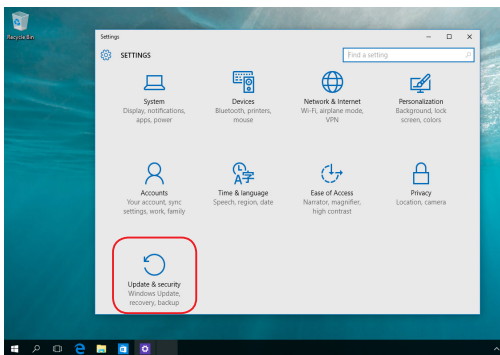 Recycle Bin
Settings
SETTINGS
Find a setting
System
Display, notifications,
apps, power
Devices
Bluetooth, printers,
mouse
Network & Internet
Wi-Fi, airplane mode,
VPN
Personalization
Background, lock
screen, colors
Accounts
Your account, sync
settings, work, family
Time & language
Speech, region, date
Ease of Access
Narrator, magnifier,
high contrast
Privacy
Location, camera
Update & security
Windows Update,
recovery, backup